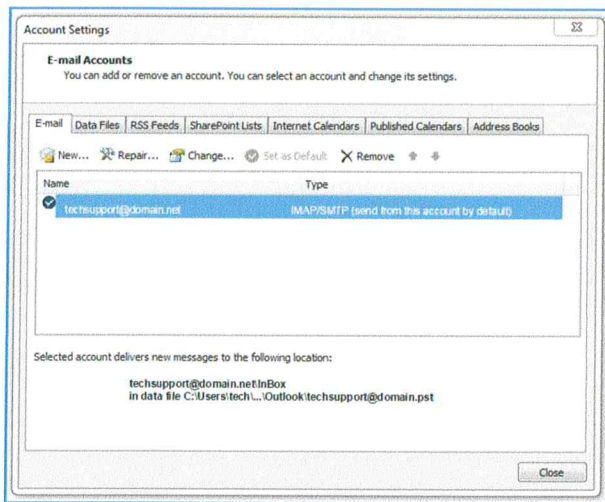 Account Settings
E-mail Accounts
You can add or remove an account. You can select an account and change its settings.
E-mail Data Files RSS Feeds SharePoint Lists Internet Calendars Published Calendars Address Books
New... Repair... Change... Set as Default Remove
Name Type
techsupport@domain.net IMAP/SMTP (send from this account by default)
Selected account delivers new messages to the following location:
techsupport@domain.net\InBox
in data file C:\Users\tech\...\Outlook\techsupport@domain.pst
Close